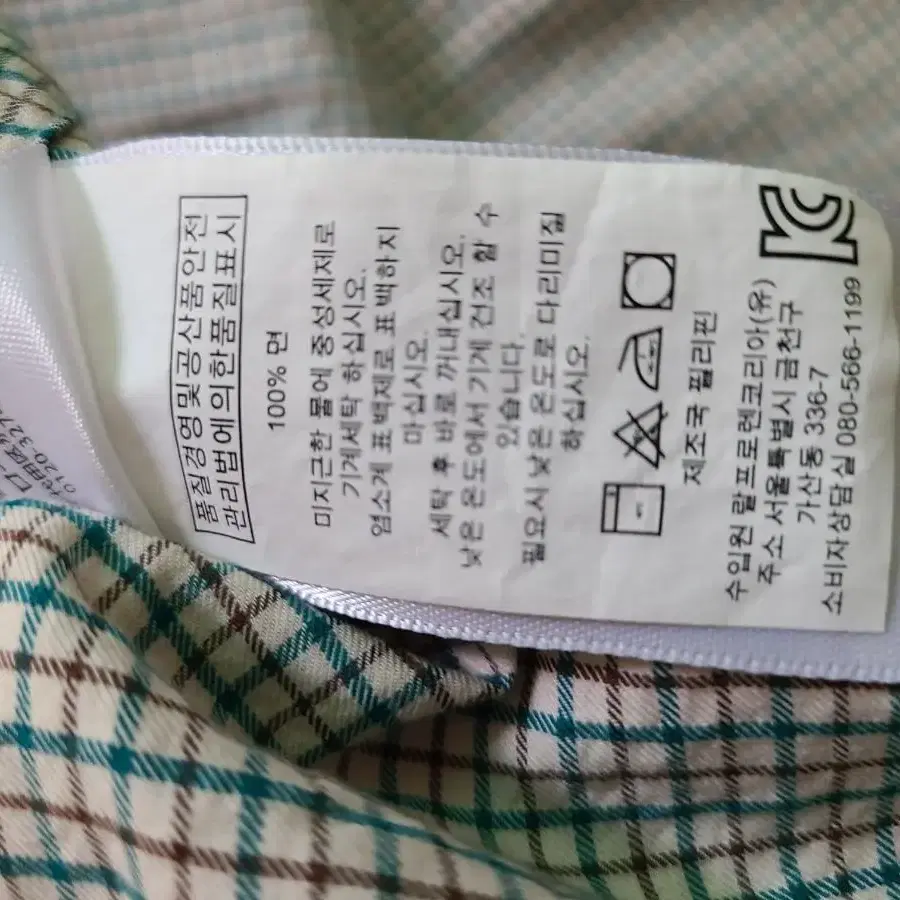 품질경영및공산품안전
관리법에의한품질표시
100% 면
미지근한 물에 중성세제로
기계세탁 하십시오.
염소계 표백제로 표백하지
마십시오.
세탁 후 바로 꺼내십시오.
낮은 온도에서 기계 건조 할 수
있습니다.
필요시 낮은 온도로 다리미질
하십시오.
제조국 필리핀
수입원 랄프로렌코리아(유)
주소 서울특별시 금천구
가산동 336-7
소비자상담실 080-566-1199